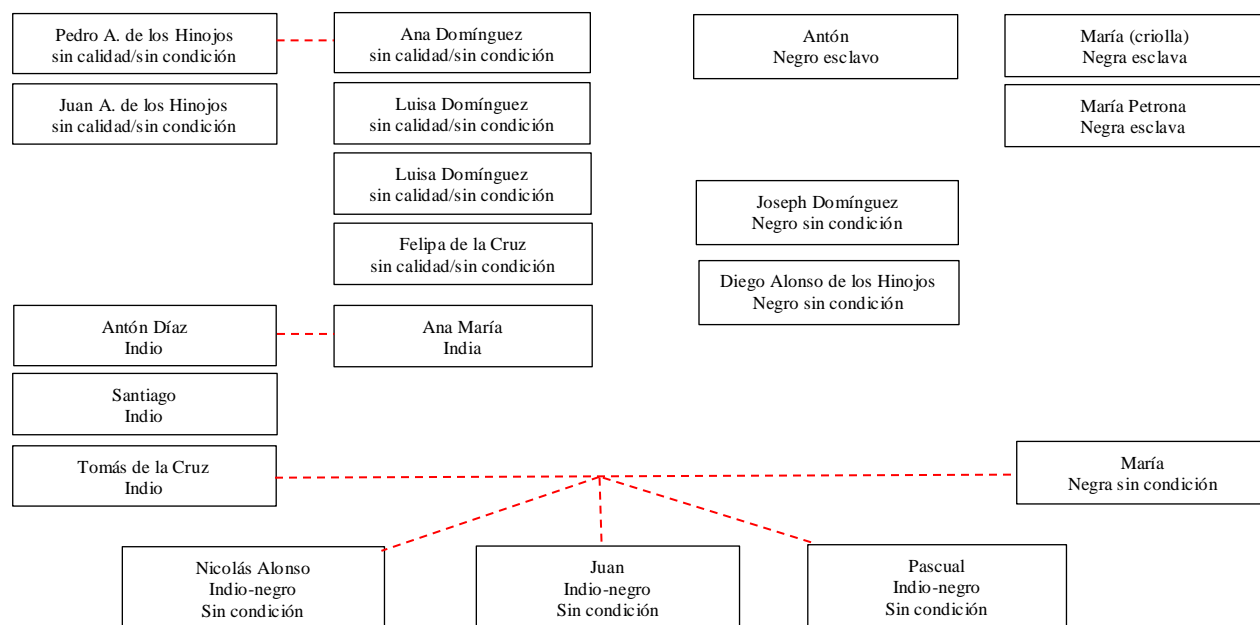 Pedro A. de los Hinojos
sin calidad/sin condición
Ana Domínguez
sin calidad/sin condición
Antón
Negro esclavo
María (criolla)
Negra esclava
Juan A. de los Hinojos
sin calidad/sin condición
Luisa Domínguez
sin calidad/sin condición
María Petrona
Negra esclava
Luisa Domínguez
sin calidad/sin condición
Joseph Domínguez
Negro sin condición
Felipa de la Cruz
sin calidad/sin condición
Diego Alonso de los Hinojos
Negro sin condición
Antón Díaz
Indio
Ana María
India
Santiago
Indio
Tomás de la Cruz
Indio
María
Negra sin condición
Nicolás Alonso
Indio-negro
Sin condición
Juan
Indio-negro
Sin condición
Pascual
Indio-negro
Sin condición